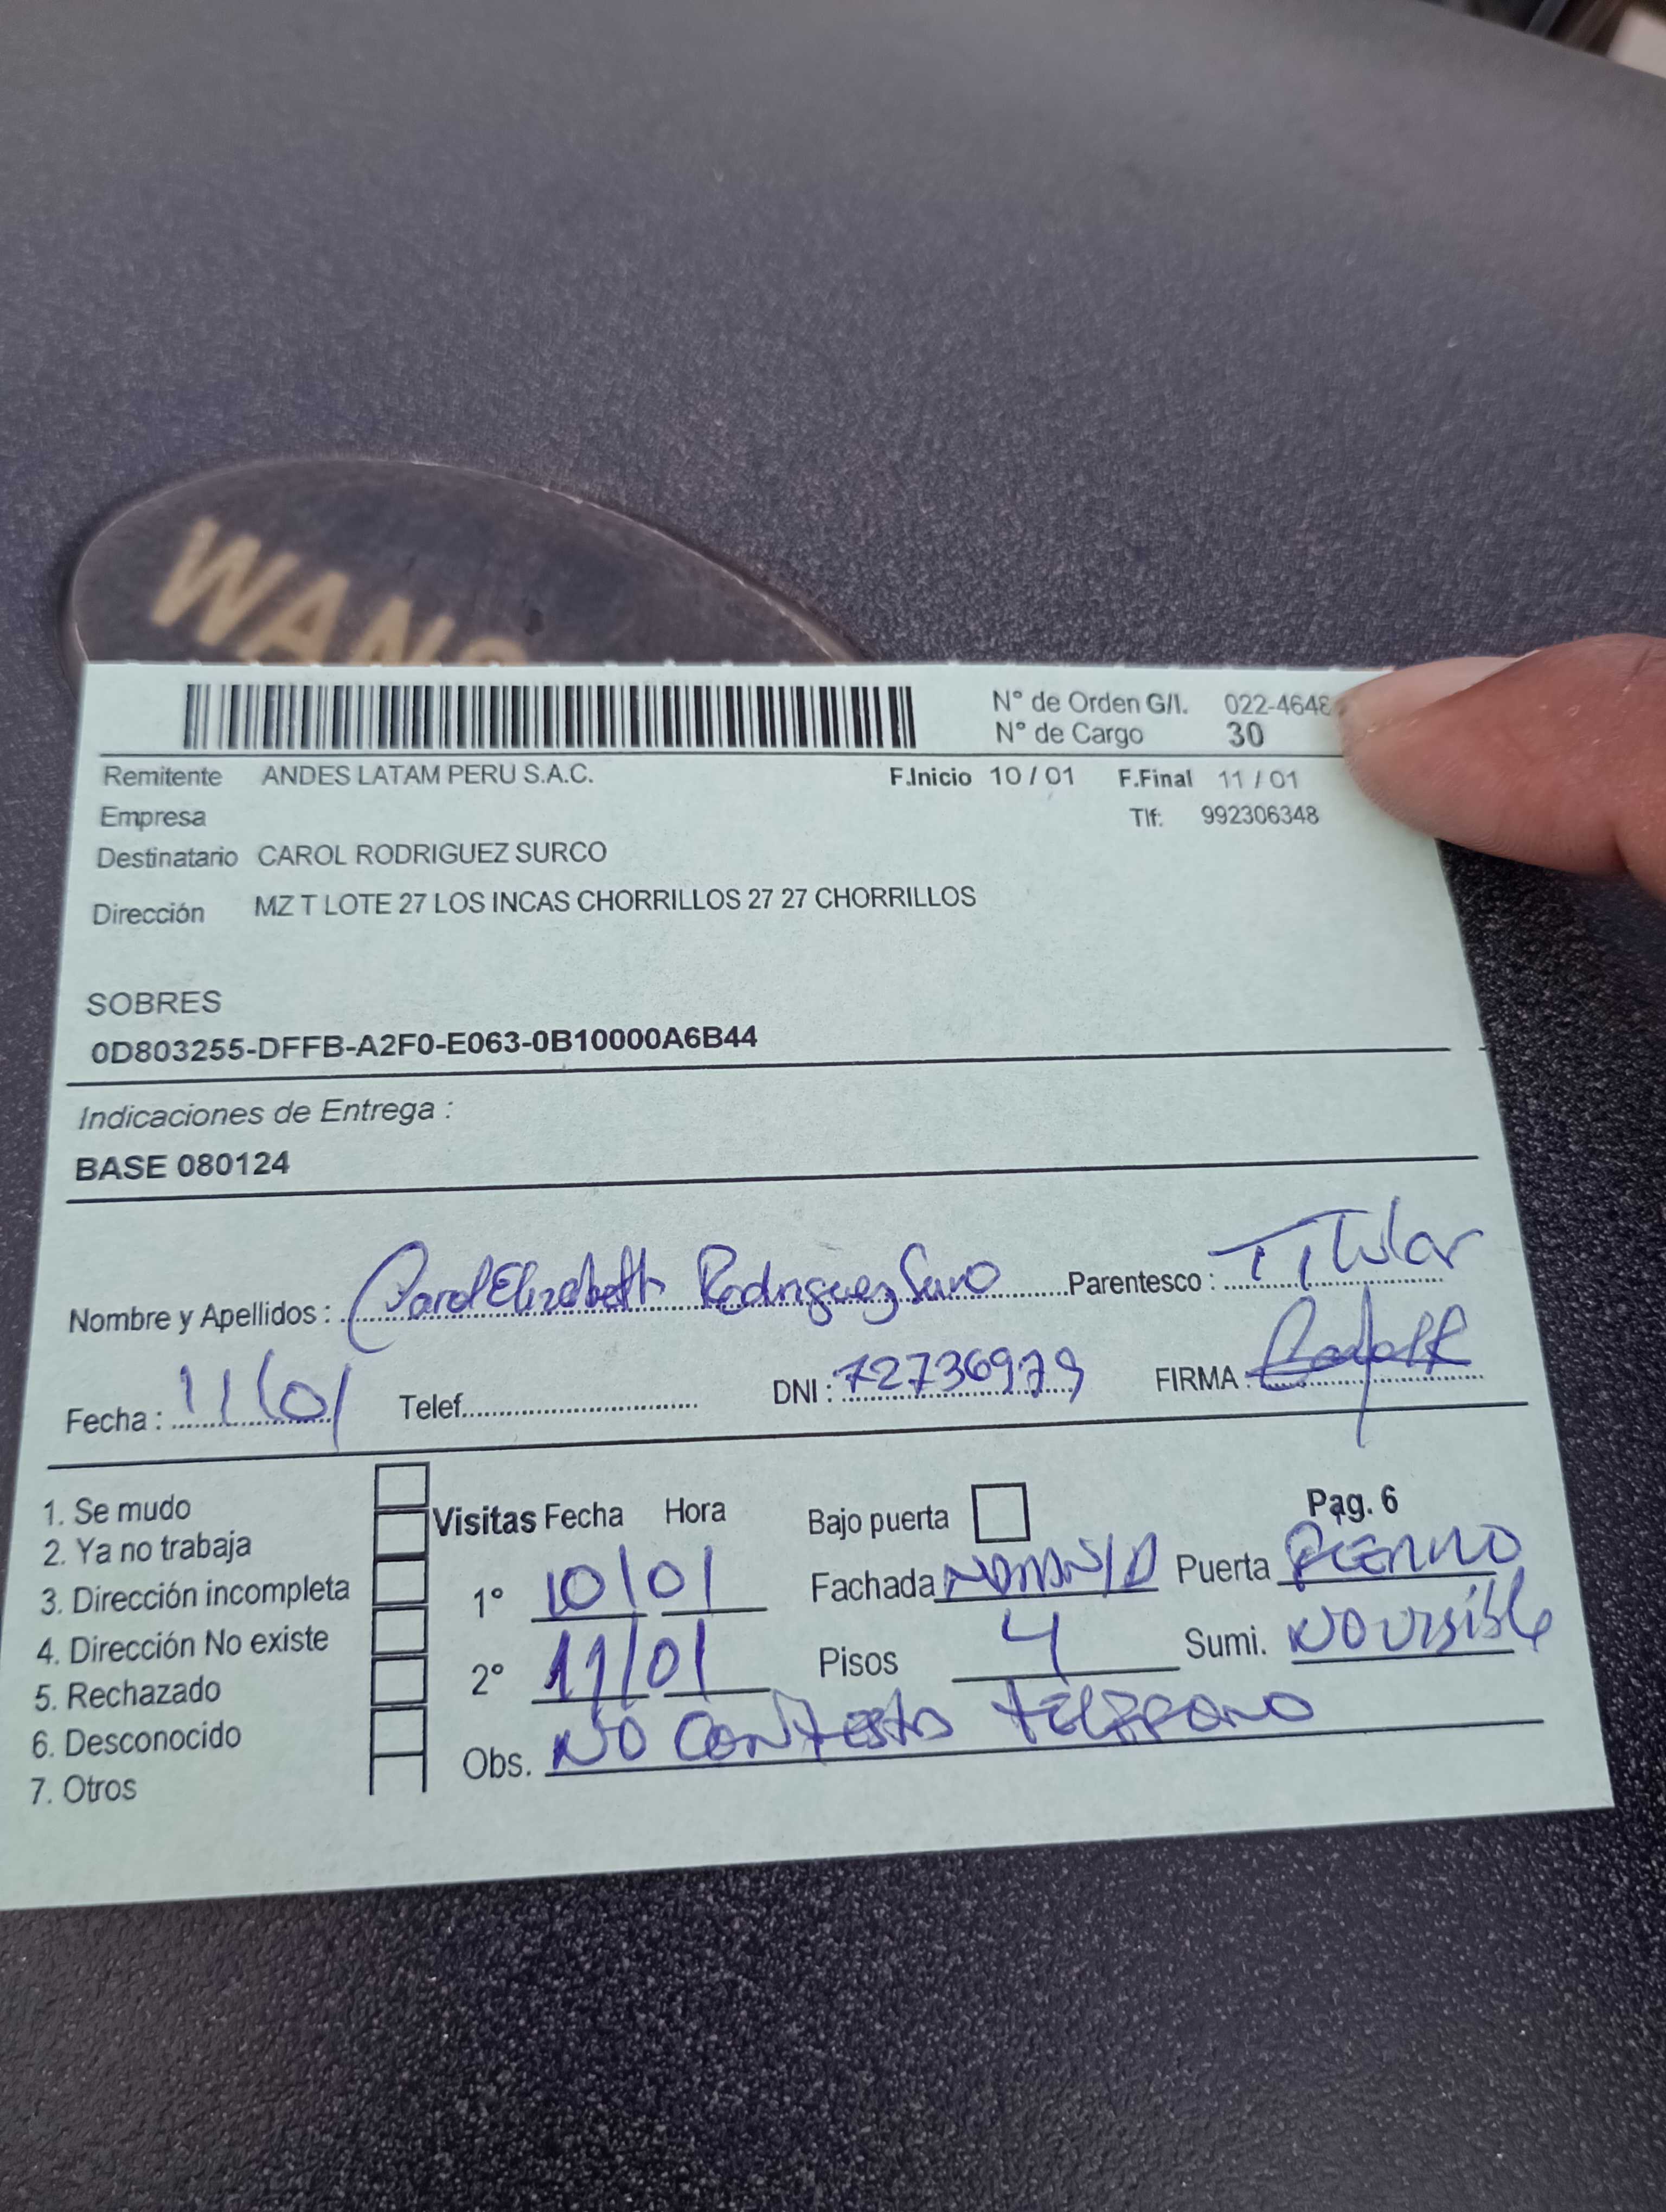 WANG
N° de Orden G/I. 022-4648
N° de Cargo 30
Remitente ANDES LATAM PERU S.A.C. F.Inicio 10 / 01 F.Final 11 / 01
Empresa Tlf: 992306348
Destinatario CAROL RODRIGUEZ SURCO
Dirección MZ T LOTE 27 LOS INCAS CHORRILLOS 27 27 CHORRILLOS
SOBRES
0D803255-DFFB-A2F0-E063-0B10000A6B44
Indicaciones de Entrega :
BASE 080124
Nombre y Apellidos : Carol Elizabeth Rodriguez Surco Parentesco : Titular
Fecha : 11/01 Telef. DNI : 72736979 FIRMA :
1. Se mudo
2. Ya no trabaja
3. Dirección incompleta
4. Dirección No existe
5. Rechazado
6. Desconocido
7. Otros
Visitas Fecha Hora Bajo puerta Pag. 6
1° 10/01 Fachada Puerta
2° 11/01 Pisos 4 Sumi. NO visible
Obs. NO Contesto teléfono